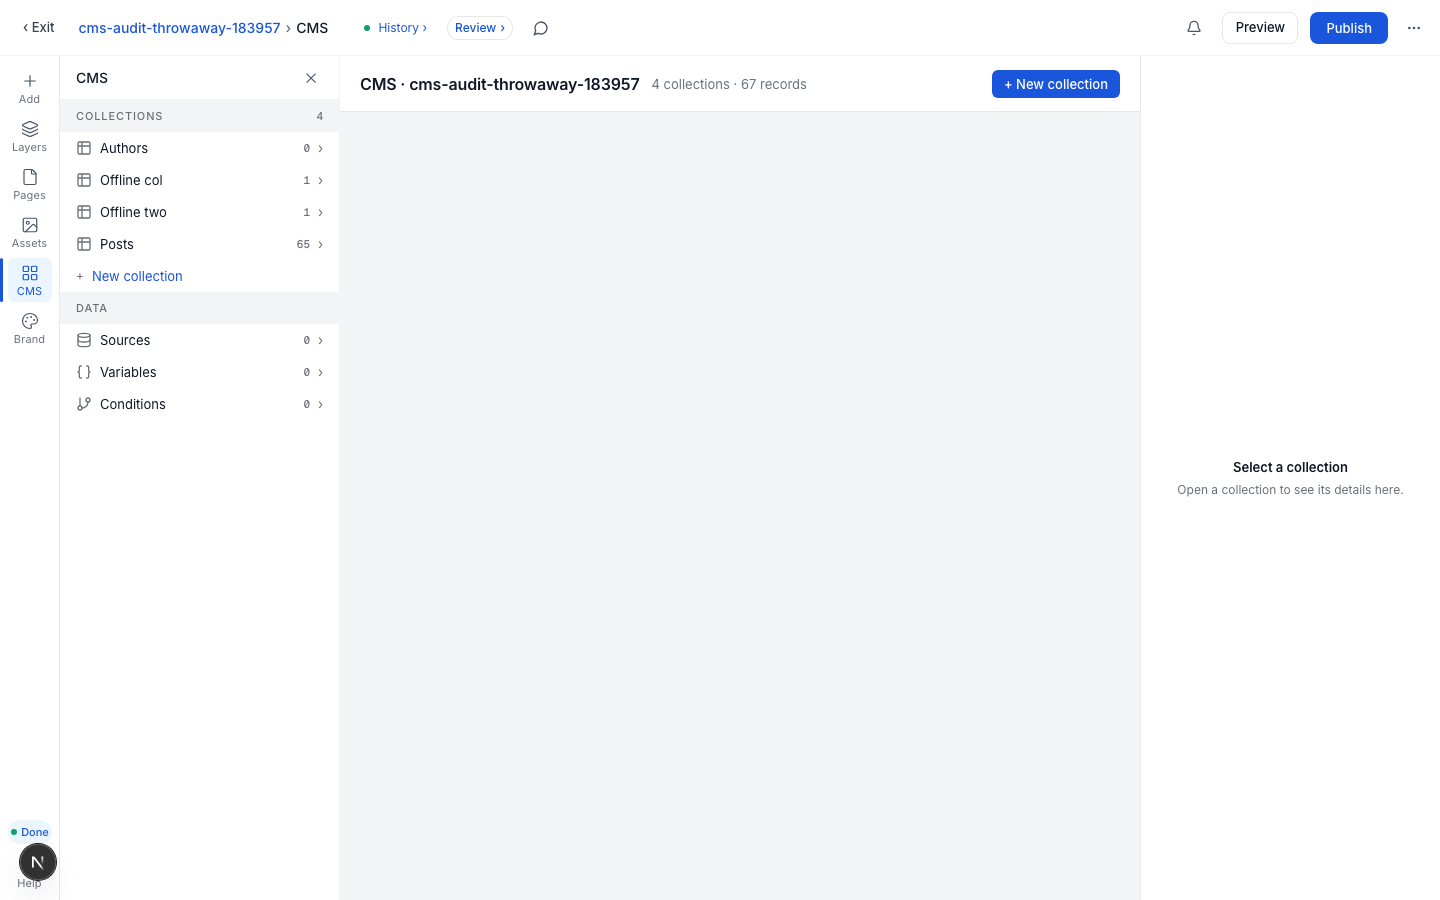 ‹ Exit
cms-audit-throwaway-183957 › CMS
History ›
Review ›
Preview
Publish
Add
Layers
Pages
Assets
CMS
Brand
Done
N
Help
CMS
COLLECTIONS 4
Authors 0 ›
Offline col 1 ›
Offline two 1 ›
Posts 65 ›
+ New collection
DATA
Sources 0 ›
Variables 0 ›
Conditions 0 ›
CMS · cms-audit-throwaway-183957 4 collections · 67 records
+ New collection
Select a collection
Open a collection to see its details here.